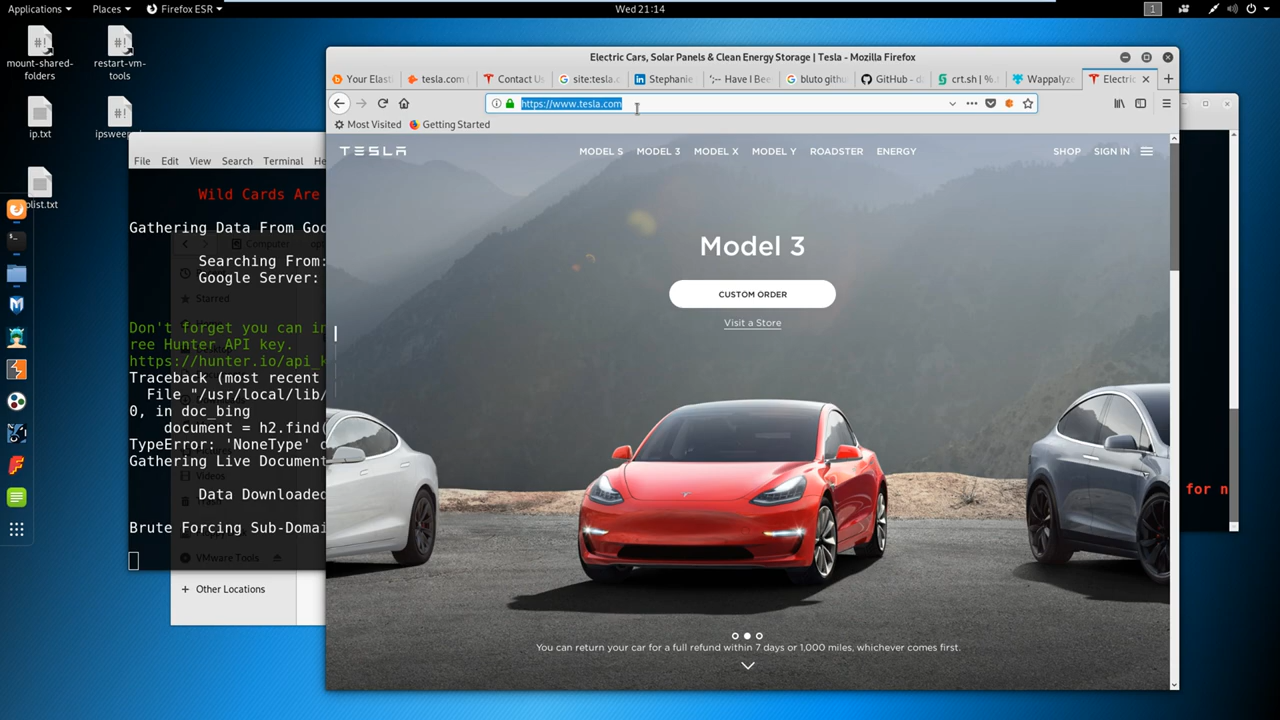 Applications
Places
Firefox ESR
Wed 21:14
1
mount-shared-
folders
restart-vm-
tools
ip.txt
ipsweep
plist.txt
Electric Cars, Solar Panels & Clean Energy Storage | Tesla - Mozilla Firefox
Your Elast
tesla.com (
Contact Us
site:tesla.c
Stephanie
';-- Have I Bee
bluto githu
GitHub - d
crt.sh | %.t
Wappalyze
Electric
https://www.tesla.com
Most Visited
Getting Started
File Edit View Search Terminal He
Wild Cards Are
Gathering Data From Goo
Computer
Searching From:
Google Server:
Starred
Don't forget you can in
ree Hunter API key.
https://hunter.io/api_k
Traceback (most recent
File "/usr/local/lib/
0, in doc_bing
document = h2.find(
TypeError: 'NoneType' o
Gathering Live Document
Videos
Data Downloaded
Brute Forcing Sub-Domai
VMware Tools
Other Locations
TESLA
MODEL S
MODEL 3
MODEL X
MODEL Y
ROADSTER
ENERGY
SHOP
SIGN IN
Model 3
CUSTOM ORDER
Visit a Store
You can return your car for a full refund within 7 days or 1,000 miles, whichever comes first.
for n